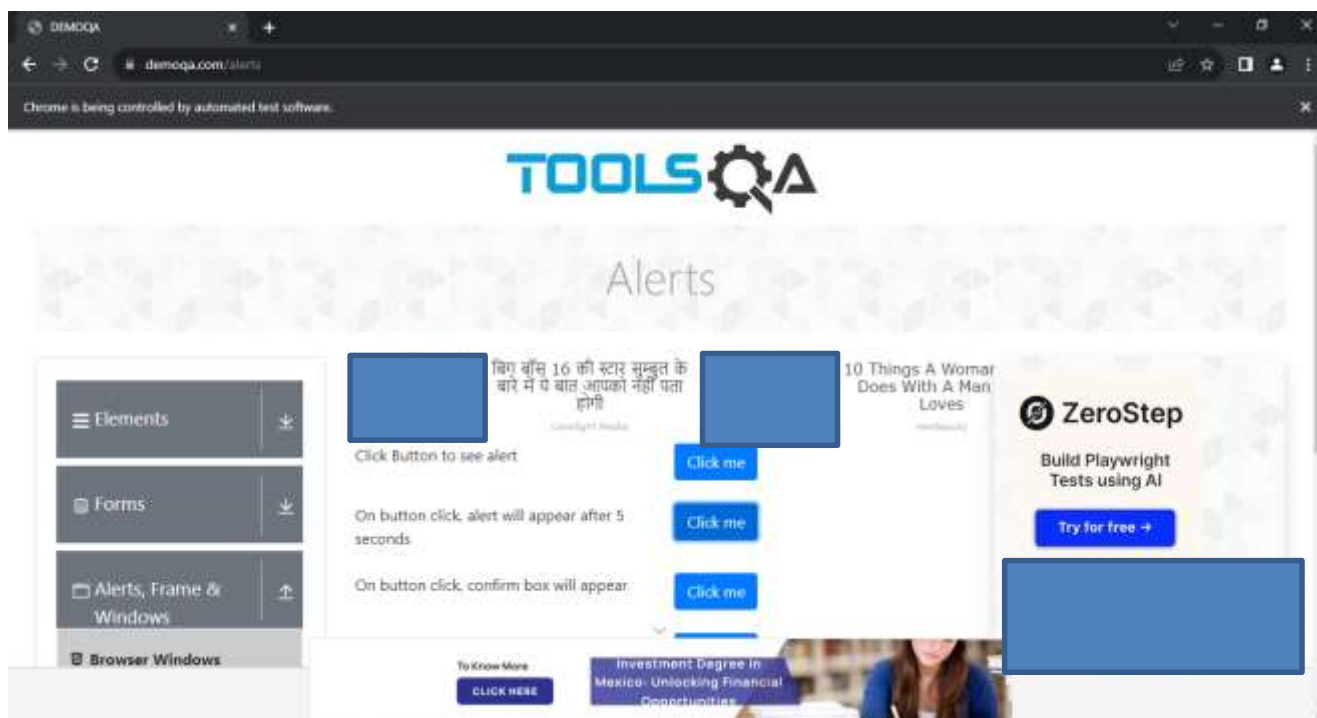 DEMOQA
demoqa.com/alerts
Chrome is being controlled by automated test software.
TOOLSQA
Alerts
बिग बॉस 16 की स्टार सुम्बुल के
बारे में ये बात आपको नहीं पता
होगी
10 Things A Woman
Does With A Man
Loves
Elements
Forms
Alerts, Frame &
Windows
Browser Windows
Click Button to see alert
Click me
On button click, alert will appear after 5
seconds
Click me
On button click, confirm box will appear
Click me
ZeroStep
Build Playwright
Tests using AI
Try for free →
To Know More
CLICK HERE
Investment Degree in
Mexico- Unlocking Financial
Opportunities